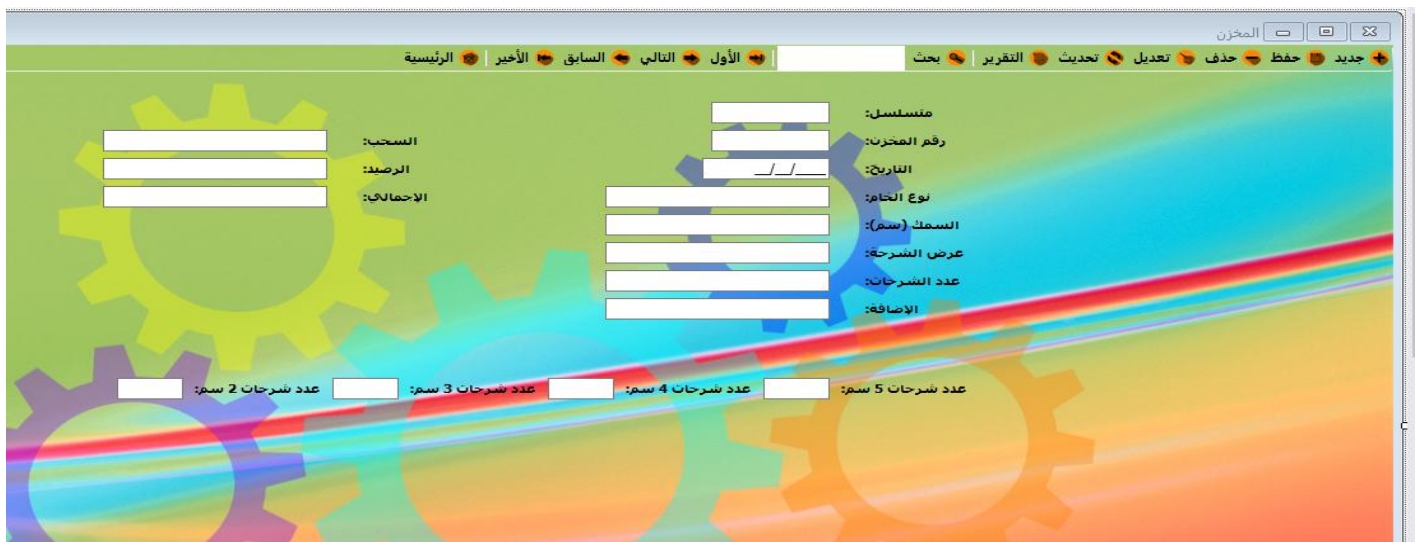 المخزن
جديد حفظ حذف تعديل تحديث التقرير بحث الأول التالي السابق الأخير الرئيسية
متسلسل:
رقم المخزن: السحب:
التاريخ: __/__/____ الرصيد:
نوع الخام: الإجمالي:
السمك (سم):
عرض الشرحة:
عدد الشرحات:
الإضافة:
عدد شرحات 5 سم: عدد شرحات 4 سم: عدد شرحات 3 سم: عدد شرحات 2 سم: